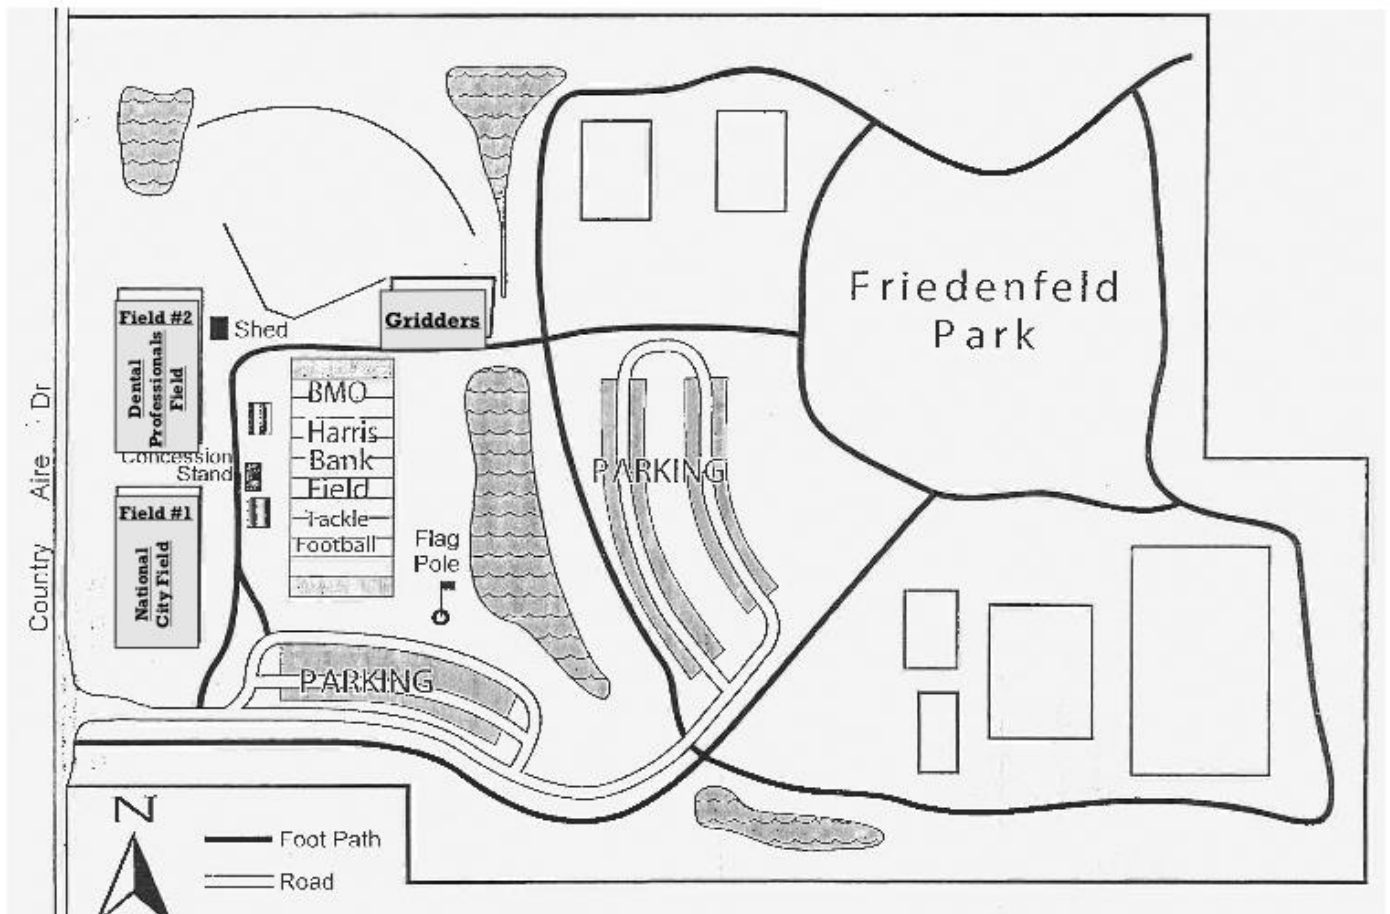 Friedenfeld
Park
Gridders
Field #2
Dental
Professionals
Field
Shed
BMO
Harris
Bank
Field
Tackle
Football
Concession
Stand
Field #1
National
City Field
Flag
Pole
PARKING
PARKING
Country Aire Dr
N
Foot Path
Road